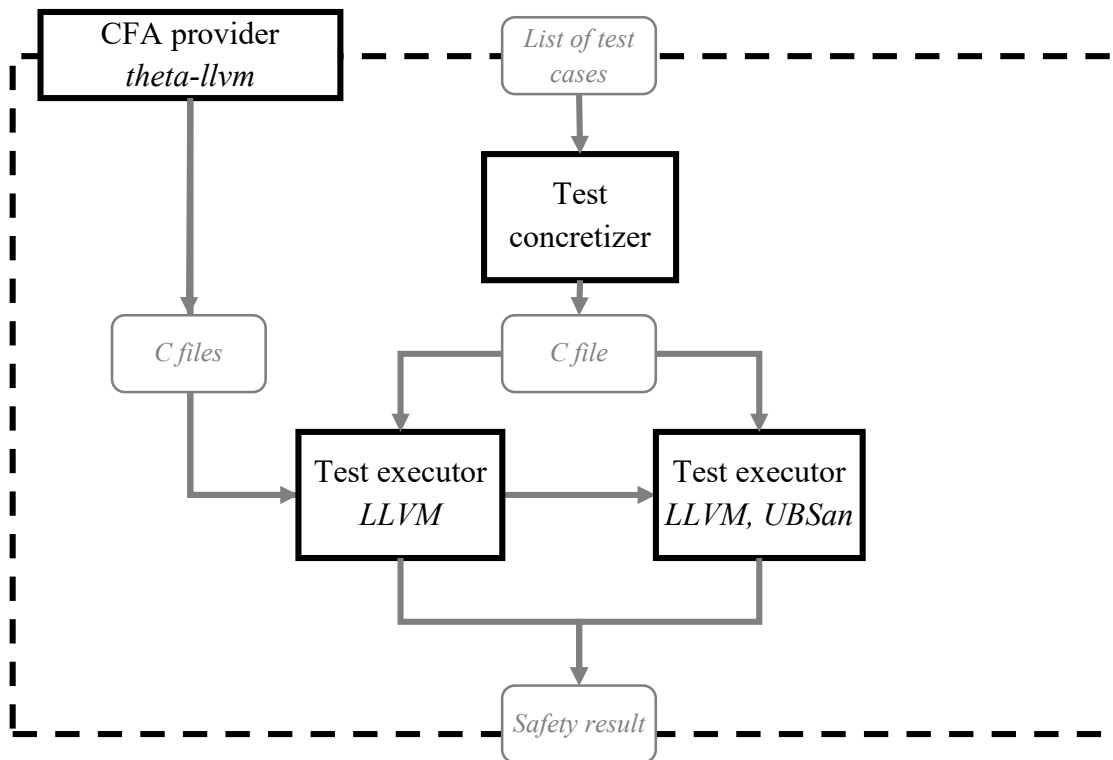 CFA provider
theta-llvm
List of test
cases
Test
concretizer
C files
C file
Test executor
LLVM
Test executor
LLVM, UBSan
Safety result